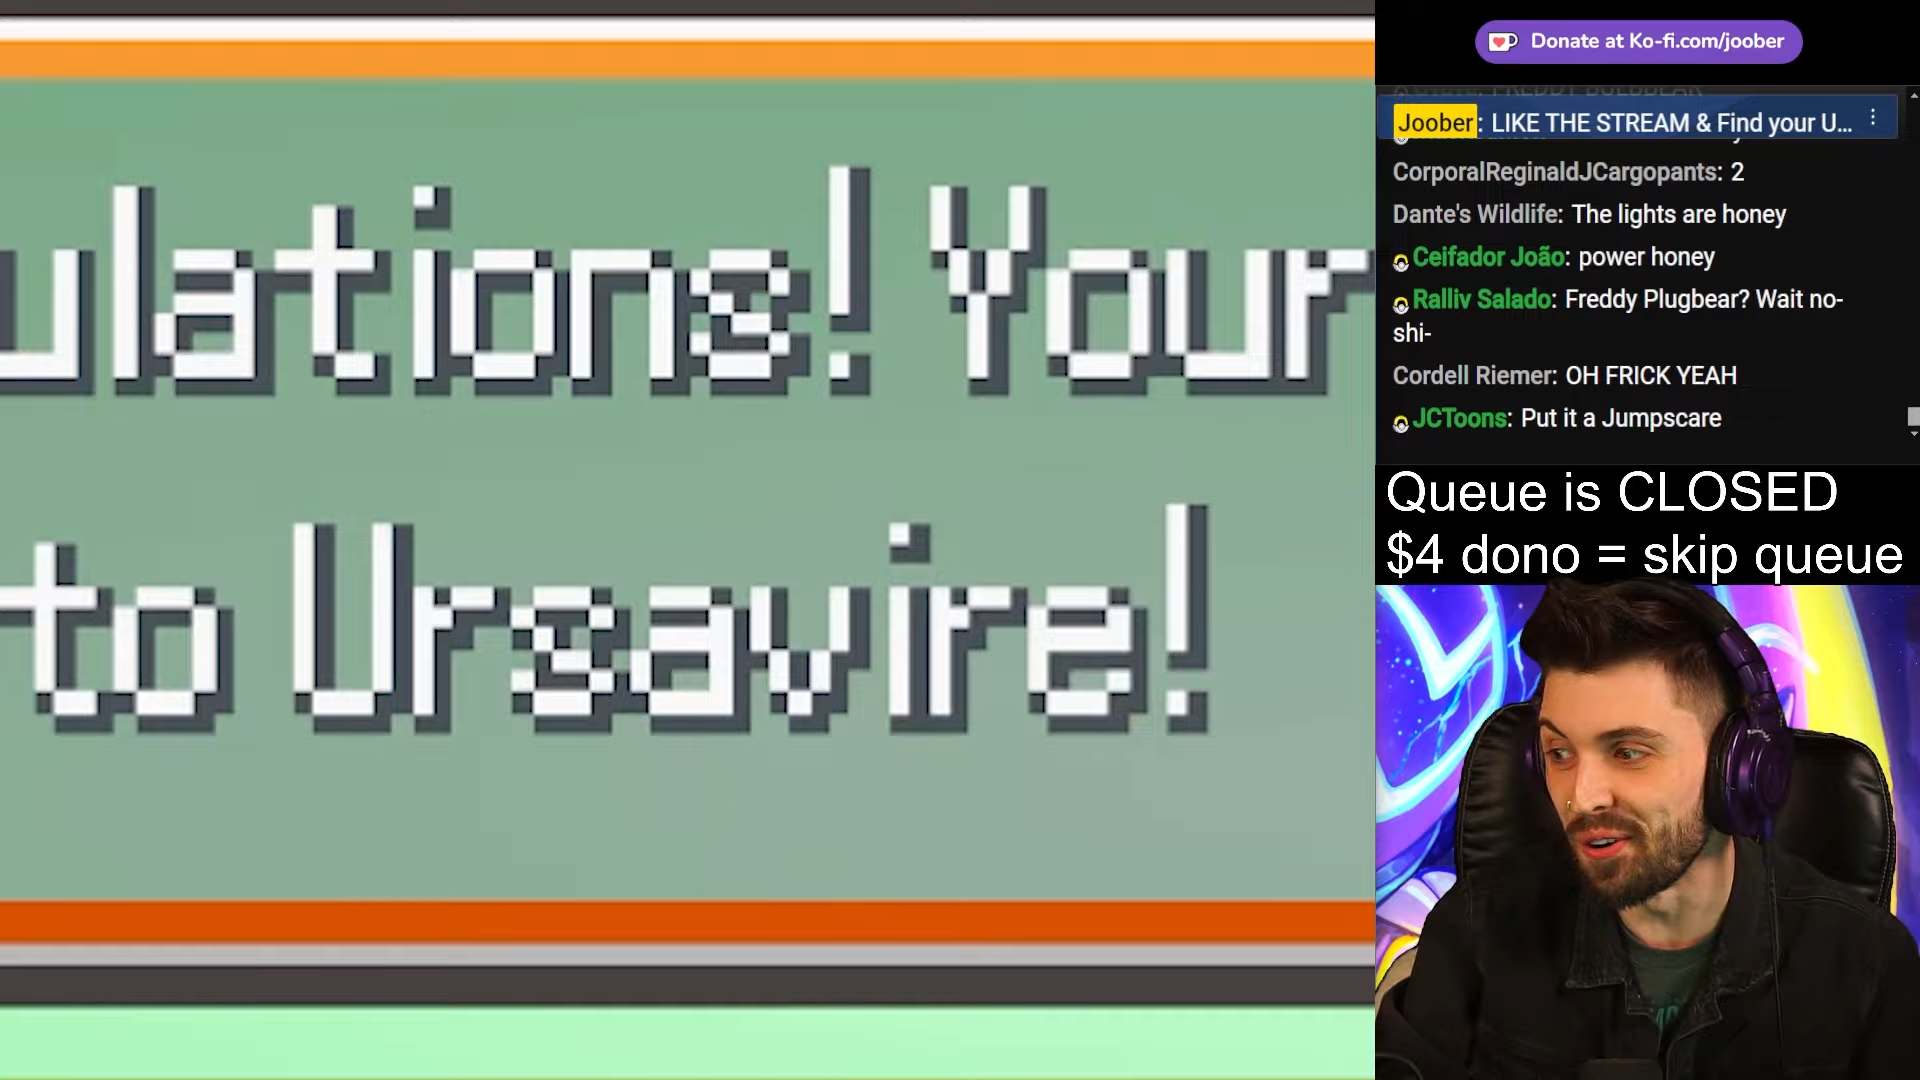 ulations! Your
to Ursavire!
Donate at Ko-fi.com/joober
Joober: LIKE THE STREAM & Find your U...
CorporalReginaldJCargopants: 2
Dante's Wildlife: The lights are honey
Ceifador João: power honey
Ralliv Salado: Freddy Plugbear? Wait no-
shi-
Cordell Riemer: OH FRICK YEAH
JCToons: Put it a Jumpscare
Queue is CLOSED
$4 dono = skip queue